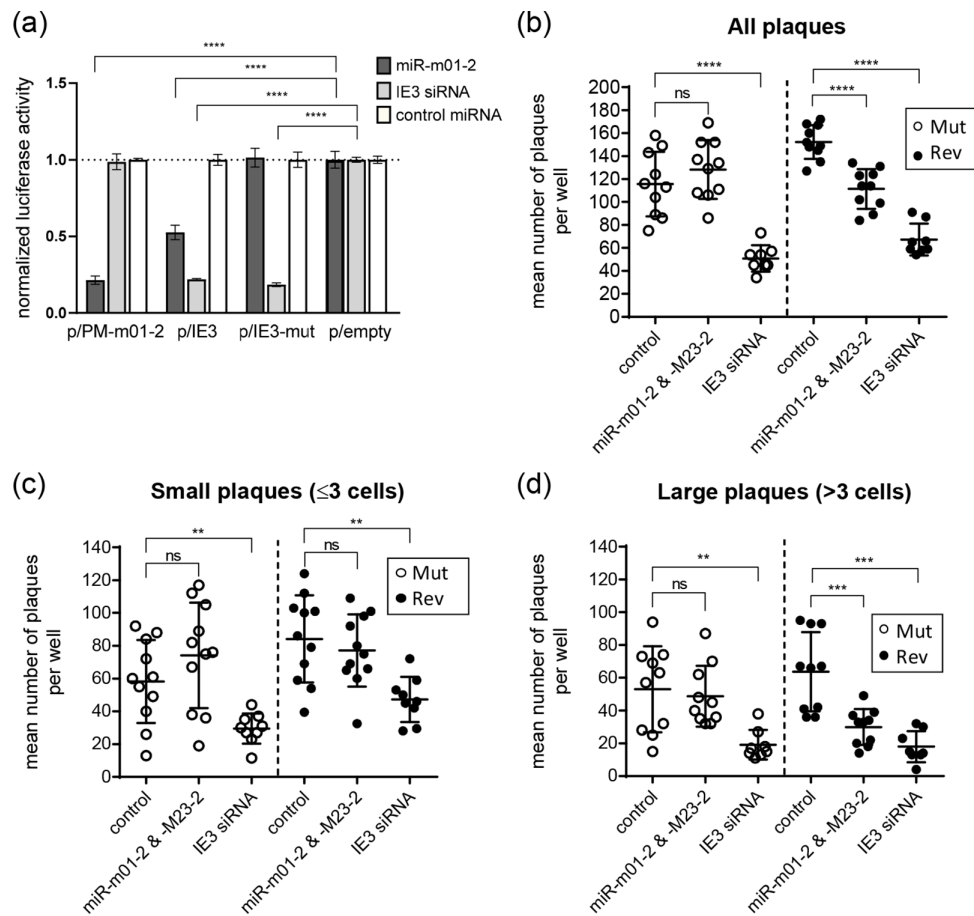 (a)
****
****
****
****
miR-m01-2
IE3 siRNA
control miRNA
normalized luciferase activity
1.5
1.0
0.5
0.0
p/PM-m01-2
p/IE3
p/IE3-mut
p/empty
(b)
All plaques
****
ns
****
****
Mut
Rev
mean number of plaques
per well
200
180
160
140
120
100
80
60
40
20
0
control
miR-m01-2 & -M23-2
IE3 siRNA
control
miR-m01-2 & -M23-2
IE3 siRNA
(c)
Small plaques (≤3 cells)
**
ns
**
ns
Mut
Rev
mean number of plaques
per well
140
120
100
80
60
40
20
0
control
miR-m01-2 & -M23-2
IE3 siRNA
control
miR-m01-2 & -M23-2
IE3 siRNA
(d)
Large plaques (>3 cells)
**
ns
***
***
Mut
Rev
mean number of plaques
per well
140
120
100
80
60
40
20
0
control
miR-m01-2 & -M23-2
IE3 siRNA
control
miR-m01-2 & -M23-2
IE3 siRNA